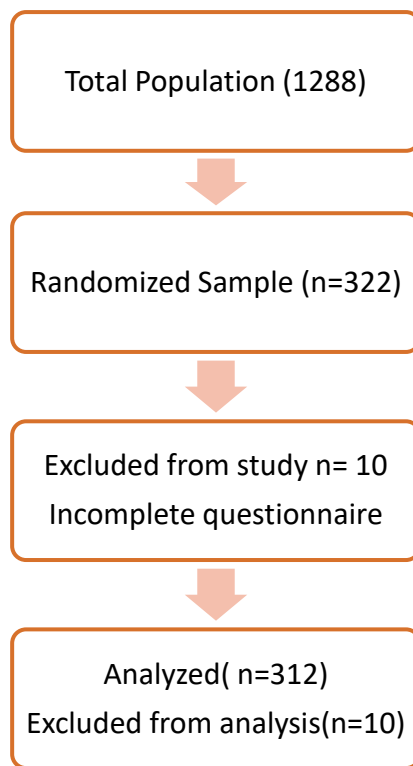 Total Population (1288)
Randomized Sample (n=322)
Excluded from study n= 10
Incomplete questionnaire
Analyzed( n=312)
Excluded from analysis(n=10)